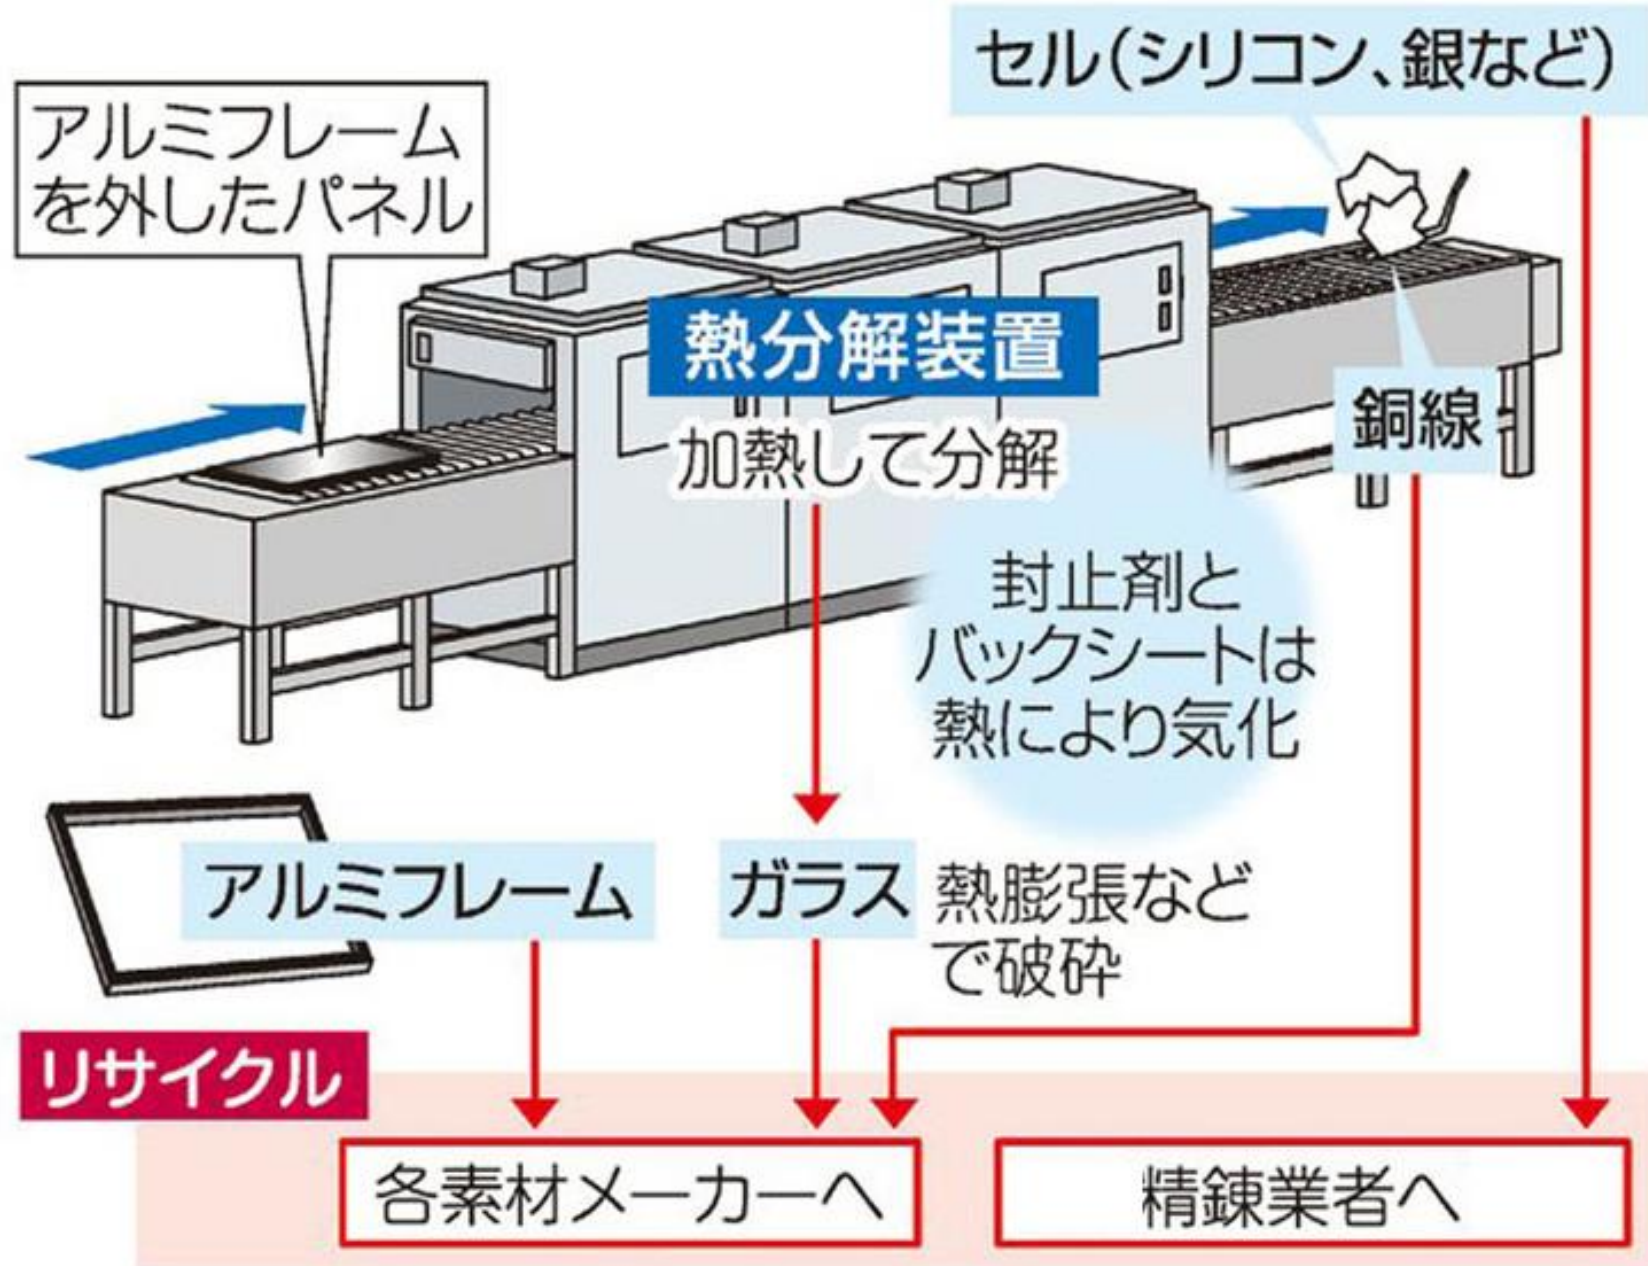 セル(シリコン、銀など)
アルミフレーム
を外したパネル
熱分解装置
加熱して分解
銅線
封止剤と
バックシートは
熱により気化
アルミフレーム
ガラス
熱膨張など
で破砕
リサイクル
各素材メーカーへ
精錬業者へ